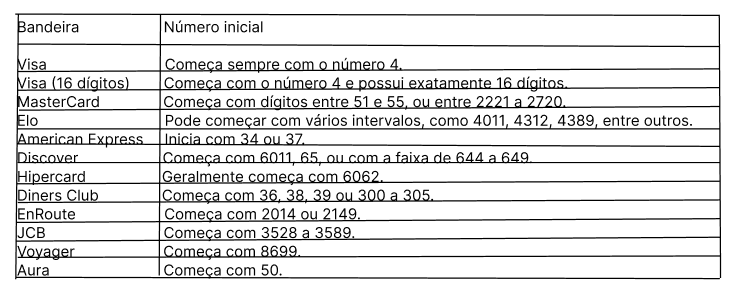 Bandeira Número inicial
Visa Começa sempre com o número 4.
Visa (16 dígitos) Começa com o número 4 e possui exatamente 16 dígitos.
MasterCard Começa com dígitos entre 51 e 55, ou entre 2221 a 2720.
Elo Pode começar com vários intervalos, como 4011, 4312, 4389, entre outros.
American Express Inicia com 34 ou 37.
Discover Começa com 6011, 65, ou com a faixa de 644 a 649.
Hipercard Geralmente começa com 6062.
Diners Club Começa com 36, 38, 39 ou 300 a 305.
EnRoute Começa com 2014 ou 2149.
JCB Começa com 3528 a 3589.
Voyager Começa com 8699.
Aura Começa com 50.